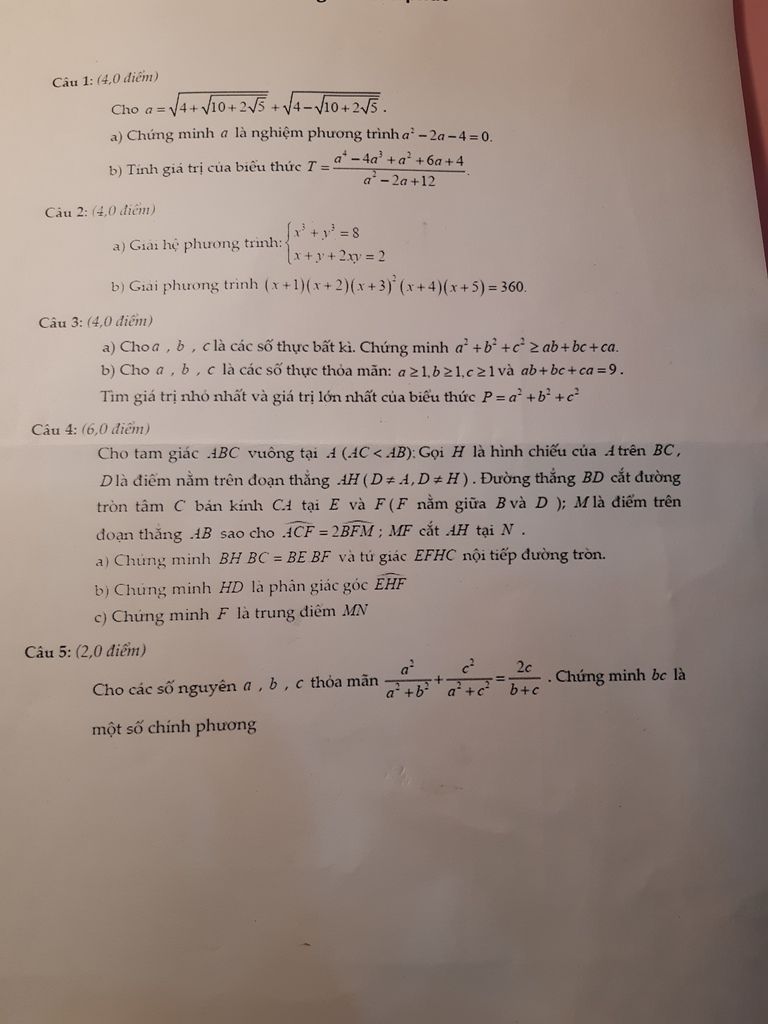 Câu 1: (4,0 điểm)
Cho a = √(4+√(10+2√5)) + √(4−√(10+2√5)) .
a) Chứng minh a là nghiệm phương trình a² − 2a − 4 = 0.
b) Tính giá trị của biểu thức T = (a⁴ − 4a³ + a² + 6a + 4)/(a² − 2a + 12).
Câu 2: (4,0 điểm)
a) Giải hệ phương trình: { x³ + y³ = 8
x + y + 2xy = 2
b) Giải phương trình (x+1)(x+2)(x+3)²(x+4)(x+5) = 360.
Câu 3: (4,0 điểm)
a) Cho a , b , c là các số thực bất kì. Chứng minh a² + b² + c² ≥ ab + bc + ca.
b) Cho a , b , c là các số thực thỏa mãn: a ≥ 1, b ≥ 1, c ≥ 1 và ab + bc + ca = 9 .
Tìm giá trị nhỏ nhất và giá trị lớn nhất của biểu thức P = a² + b² + c²
Câu 4: (6,0 điểm)
Cho tam giác ABC vuông tại A (AC < AB); Gọi H là hình chiếu của A trên BC ,
D là điểm nằm trên đoạn thẳng AH (D ≠ A, D ≠ H) . Đường thẳng BD cắt đường
tròn tâm C bán kính CA tại E và F (F nằm giữa B và D ); M là điểm trên
đoạn thẳng AB sao cho ACF = 2BFM ; MF cắt AH tại N .
a) Chứng minh BH BC = BE BF và tứ giác EFHC nội tiếp đường tròn.
b) Chứng minh HD là phân giác góc EHF
c) Chứng minh F là trung điểm MN
Câu 5: (2,0 điểm)
Cho các số nguyên a , b , c thỏa mãn a²/(a² + b²) + c²/(a² + c²) = 2c/(b + c) . Chứng minh bc là
một số chính phương